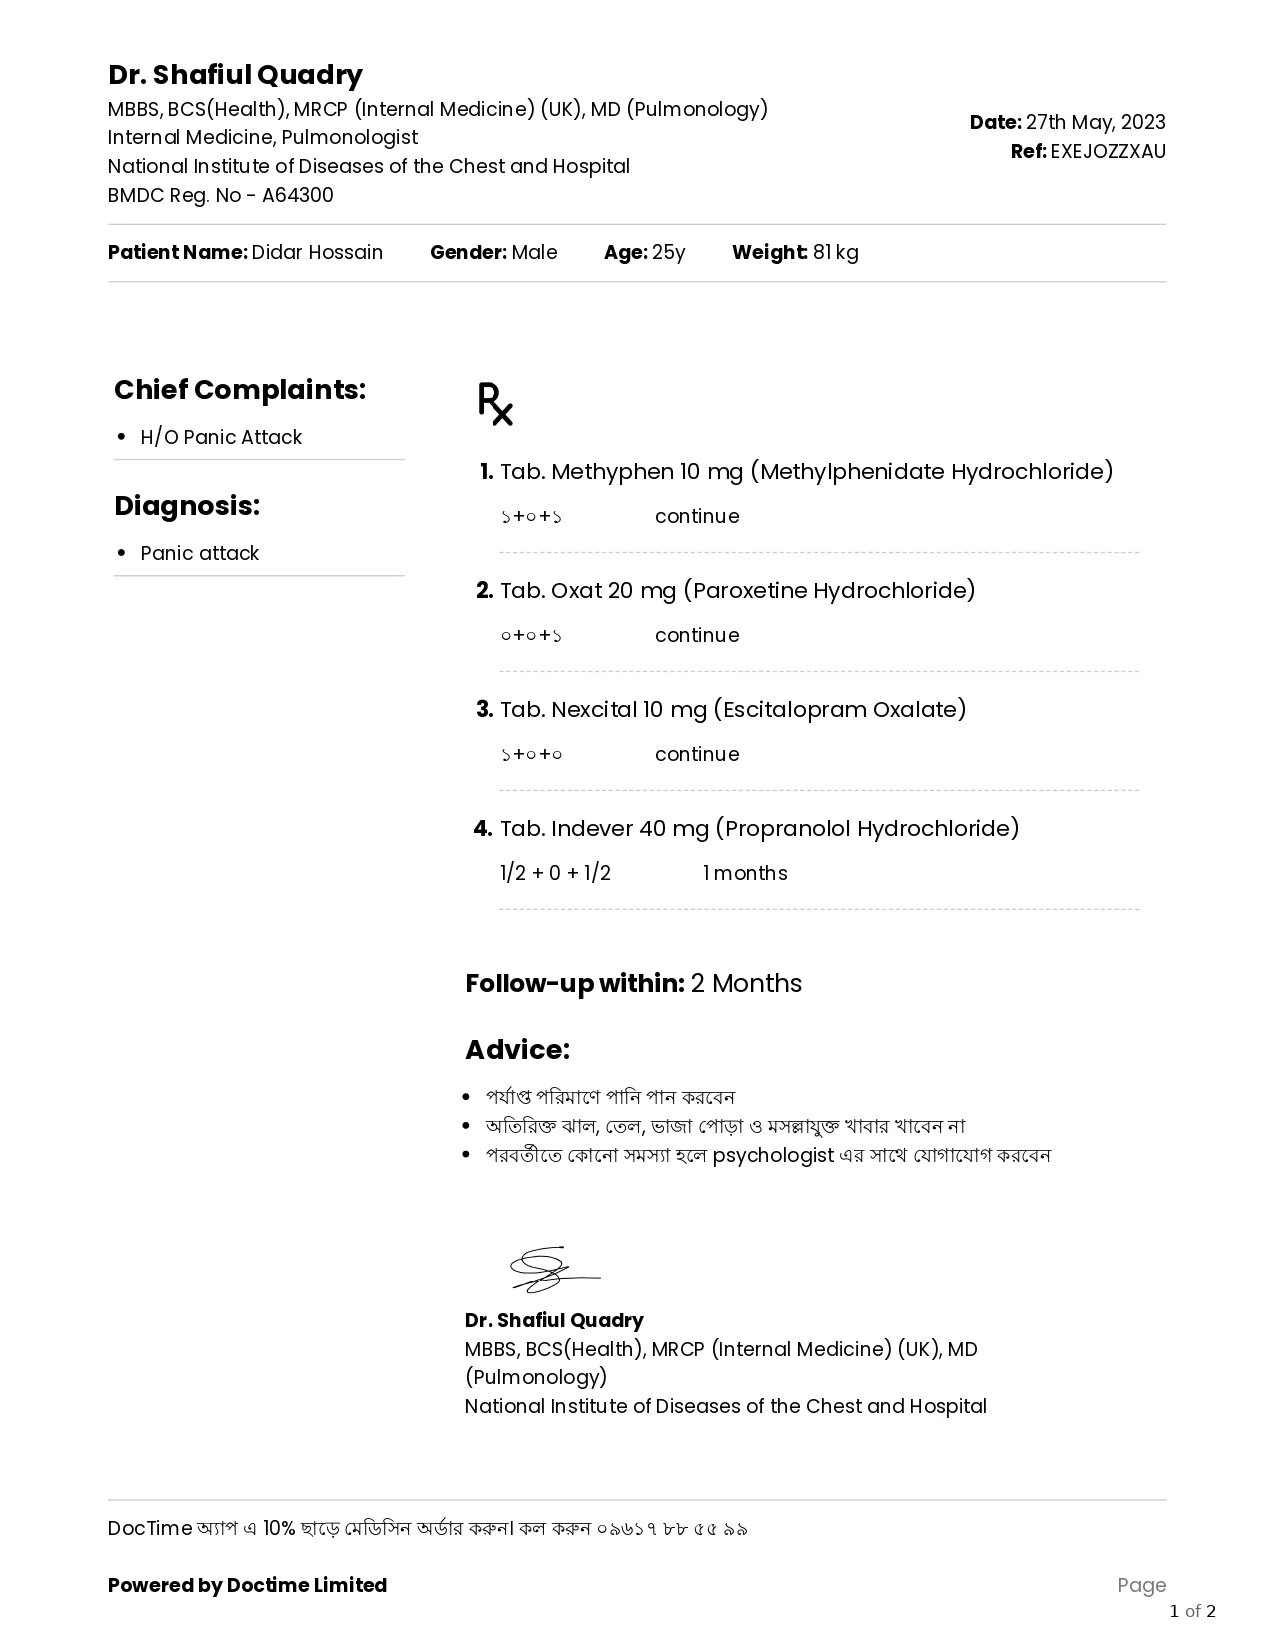 Dr. Shafiul Quadry
MBBS, BCS(Health), MRCP (Internal Medicine) (UK), MD (Pulmonology)
Internal Medicine, Pulmonologist
National Institute of Diseases of the Chest and Hospital
BMDC Reg. No - A64300
Date: 27th May, 2023
Ref: EXEJOZZXAU
Patient Name: Didar Hossain Gender: Male Age: 25y Weight: 81 kg
Chief Complaints:
• H/O Panic Attack
Diagnosis:
• Panic attack
Rx
1. Tab. Methyphen 10 mg (Methylphenidate Hydrochloride)
১+০+১ continue
2. Tab. Oxat 20 mg (Paroxetine Hydrochloride)
০+০+১ continue
3. Tab. Nexcital 10 mg (Escitalopram Oxalate)
১+০+০ continue
4. Tab. Indever 40 mg (Propranolol Hydrochloride)
1/2 + 0 + 1/2 1 months
Follow-up within: 2 Months
Advice:
• পর্যাপ্ত পরিমাণে পানি পান করবেন
• অতিরিক্ত ঝাল, তেল, ভাজা পোড়া ও মসল্লাযুক্ত খাবার খাবেন না
• পরবর্তীতে কোনো সমস্যা হলে psychologist এর সাথে যোগাযোগ করবেন
Dr. Shafiul Quadry
MBBS, BCS(Health), MRCP (Internal Medicine) (UK), MD
(Pulmonology)
National Institute of Diseases of the Chest and Hospital
DocTime অ্যাপ এ 10% ছাড়ে মেডিসিন অর্ডার করুন। কল করুন ০৯৬১৭ ৮৮ ৫৫ ৯৯
Powered by Doctime Limited
Page
1 of 2